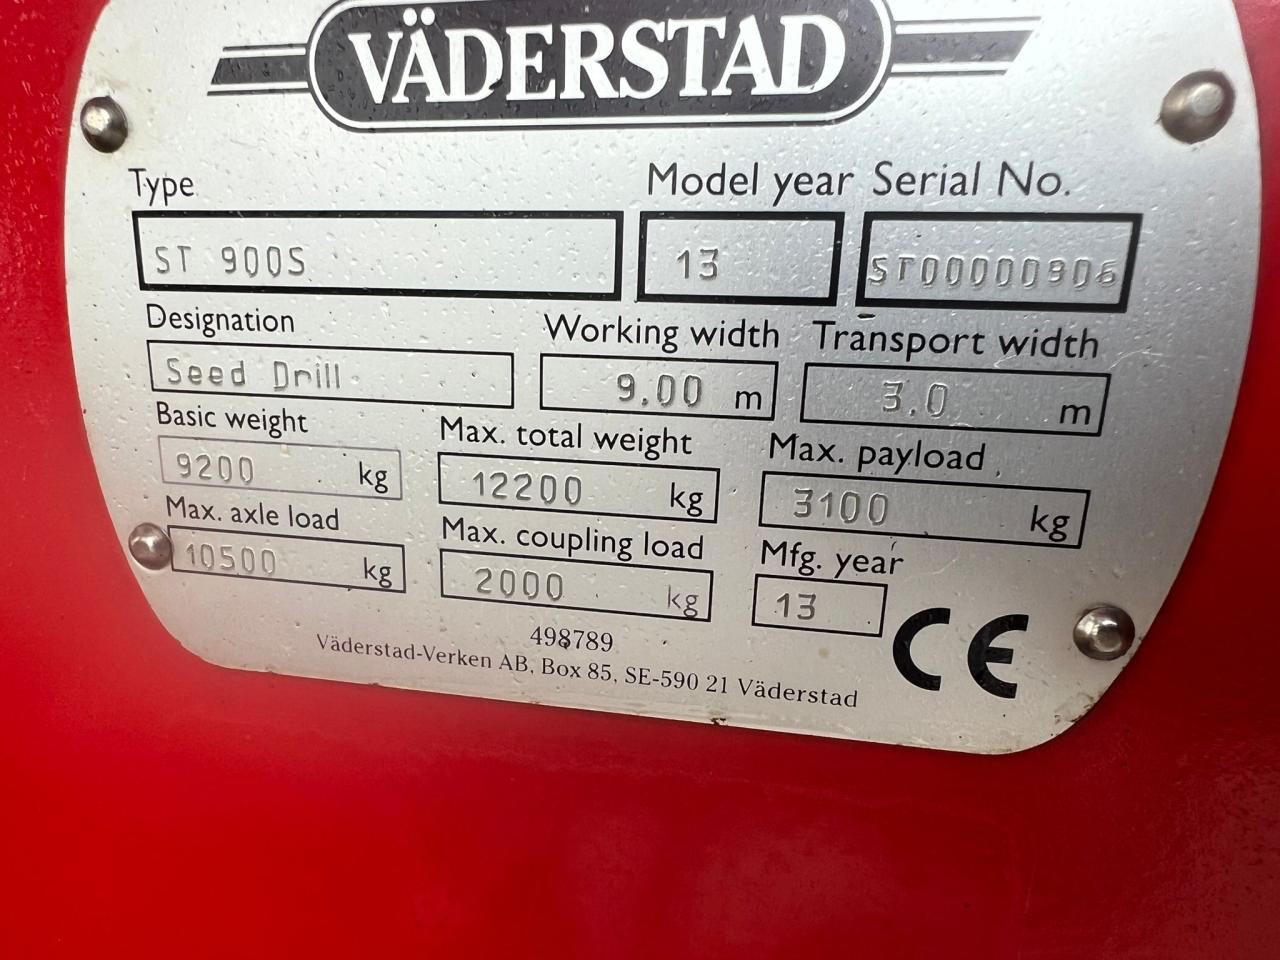 VÄDERSTAD
Type Model year Serial No.
ST 900S 13 ST00000906
Designation Working width Transport width
Seed Drill 9.00 m 3.0 m
Basic weight Max. total weight Max. payload
9200 kg 12200 kg 3100 kg
Max. axle load Max. coupling load Mfg. year
10500 kg 2000 kg 13
CE
498789
Väderstad-Verken AB, Box 85, SE-590 21 Väderstad